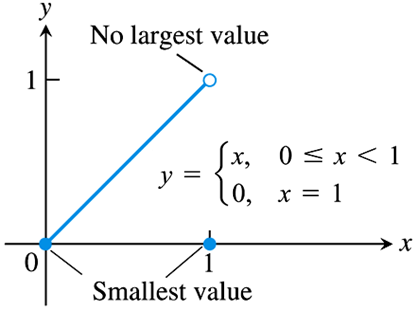 y
No largest value
1
y = { x, 0 ≤ x < 1
0, x = 1
x
0
1
Smallest value